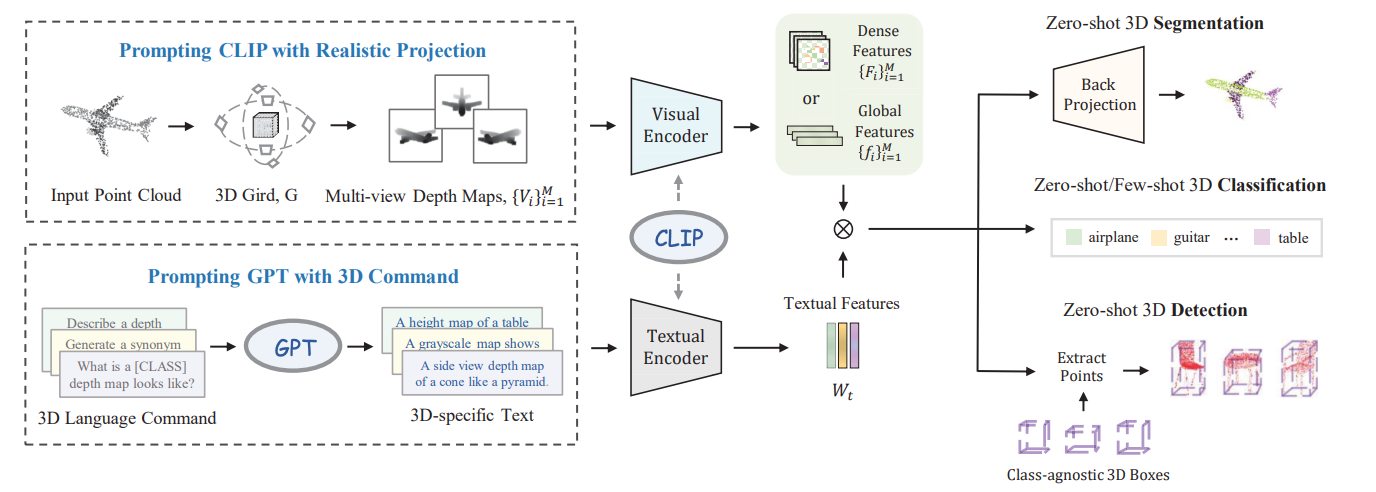 Prompting CLIP with Realistic Projection
Input Point Cloud
3D Gird, G
Multi-view Depth Maps, {V_i}_{i=1}^M
Prompting GPT with 3D Command
Describe a depth
Generate a synonym
What is a [CLASS]
depth map looks like?
3D Language Command
GPT
A height map of a table
A grayscale map shows
A side view depth map
of a cone like a pyramid.
3D-specific Text
Visual
Encoder
CLIP
Textual
Encoder
Dense
Features
{F_i}_{i=1}^M
or
Global
Features
{f_i}_{i=1}^M
⊗
Textual Features
W_t
Zero-shot 3D Segmentation
Back
Projection
Zero-shot/Few-shot 3D Classification
airplane guitar ... table
Zero-shot 3D Detection
Extract
Points
Class-agnostic 3D Boxes